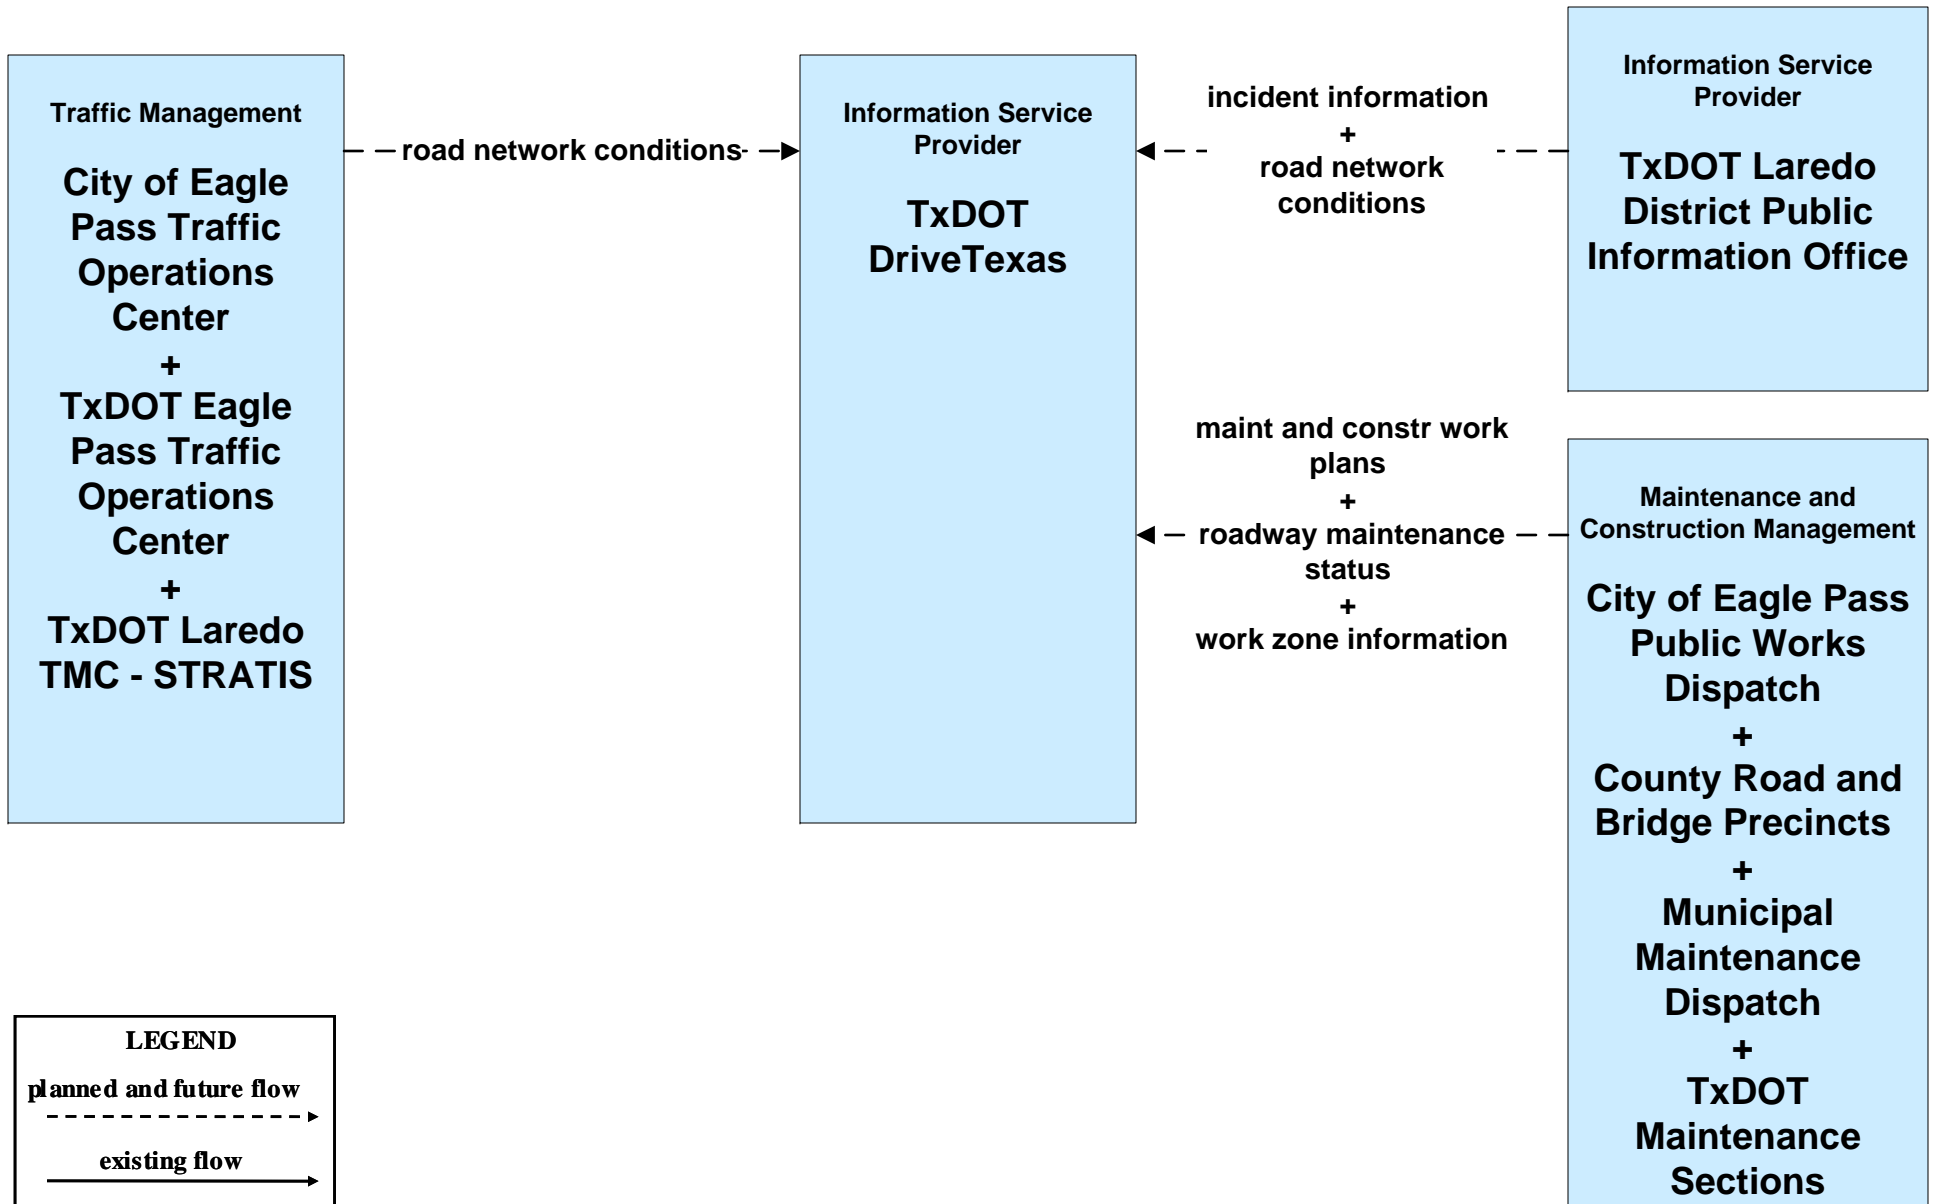 Traffic Management
City of Eagle
Pass Traffic
Operations
Center
+
TxDOT Eagle
Pass Traffic
Operations
Center
+
TxDOT Laredo
TMC - STRATIS
road network conditions
Information Service
Provider
TxDOT
DriveTexas
incident information
+
road network
conditions
Information Service
Provider
TxDOT Laredo
District Public
Information Office
maint and constr work
plans
+
roadway maintenance
status
+
work zone information
Maintenance and
Construction Management
City of Eagle Pass
Public Works
Dispatch
+
County Road and
Bridge Precincts
+
Municipal
Maintenance
Dispatch
+
TxDOT
Maintenance
Sections
LEGEND
planned and future flow
existing flow